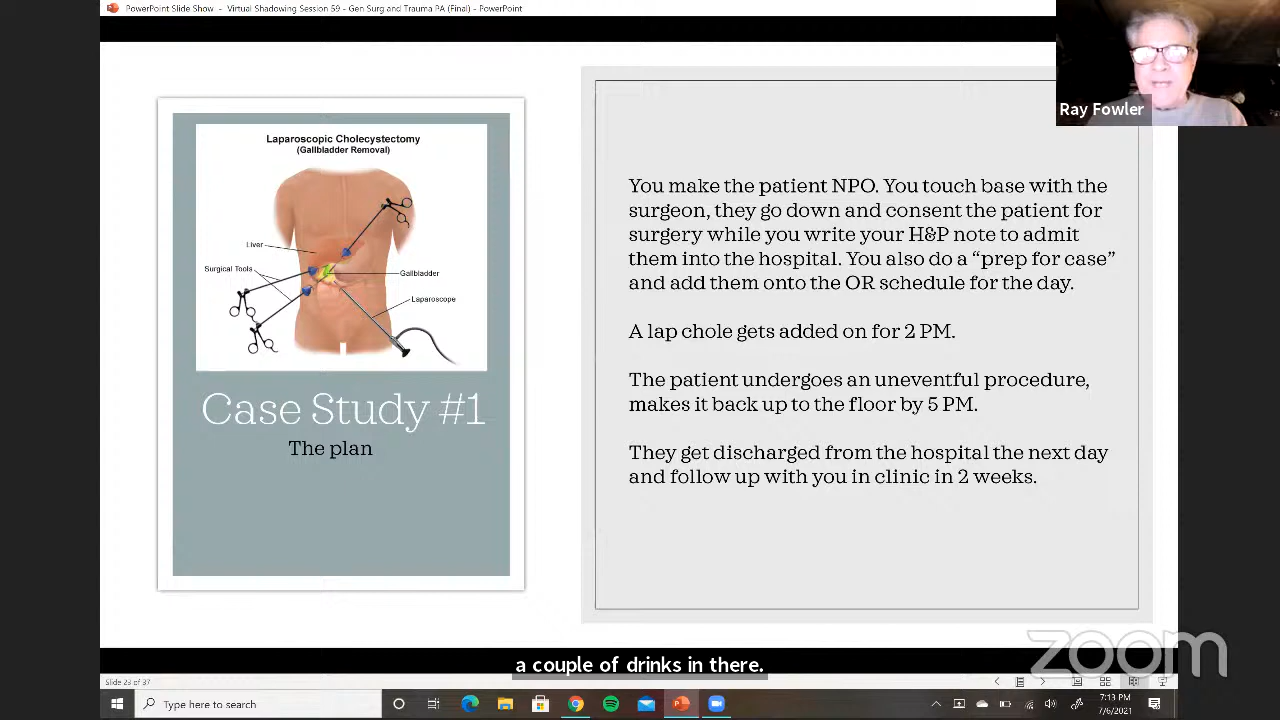 PowerPoint Slide Show - Virtual Shadowing Session 59 - Gen Surg and Trauma PA (Final) - PowerPoint
Ray Fowler
Laparoscopic Cholecystectomy
(Gallbladder Removal)
Liver
Surgical Tools
Gallbladder
Laparoscope
Case Study #1
The plan
You make the patient NPO. You touch base with the
surgeon, they go down and consent the patient for
surgery while you write your H&P note to admit
them into the hospital. You also do a “prep for case”
and add them onto the OR schedule for the day.
A lap chole gets added on for 2 PM.
The patient undergoes an uneventful procedure,
makes it back up to the floor by 5 PM.
They get discharged from the hospital the next day
and follow up with you in clinic in 2 weeks.
a couple of drinks in there.
zoom
Slide 23 of 37
Type here to search
7:13 PM
7/6/2021